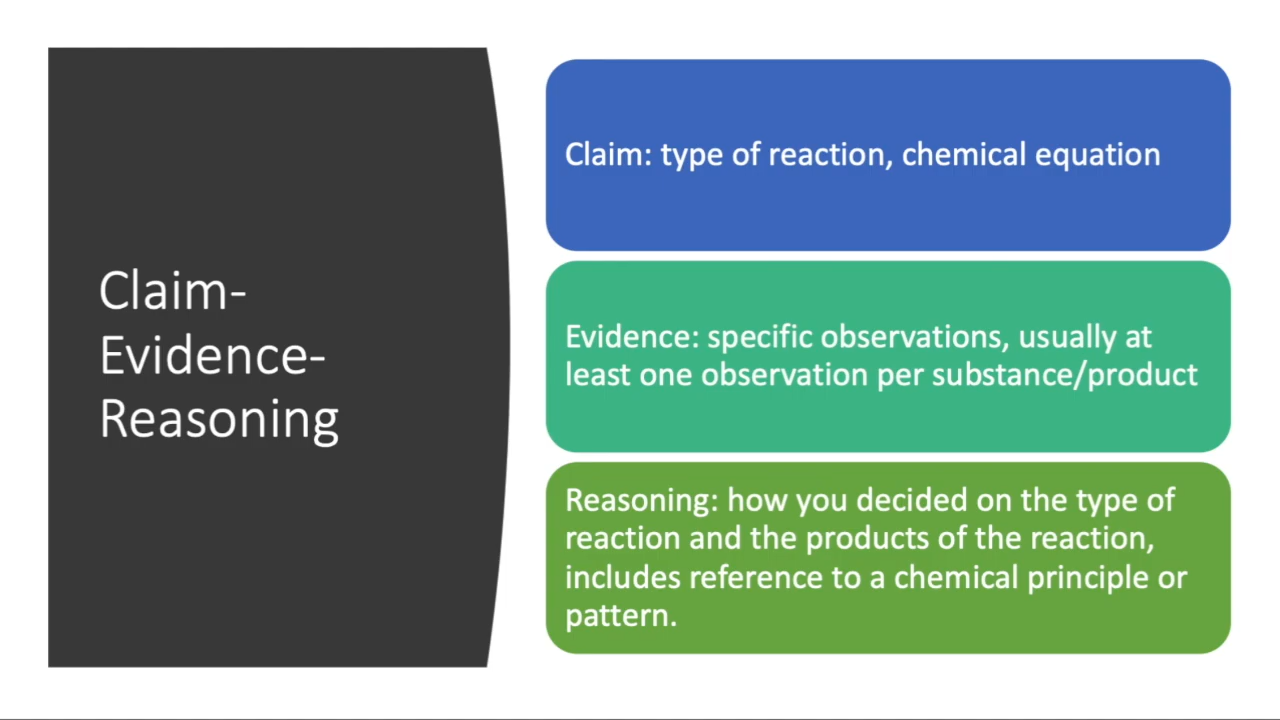 Claim-
Evidence-
Reasoning
Claim: type of reaction, chemical equation
Evidence: specific observations, usually at
least one observation per substance/product
Reasoning: how you decided on the type of
reaction and the products of the reaction,
includes reference to a chemical principle or
pattern.